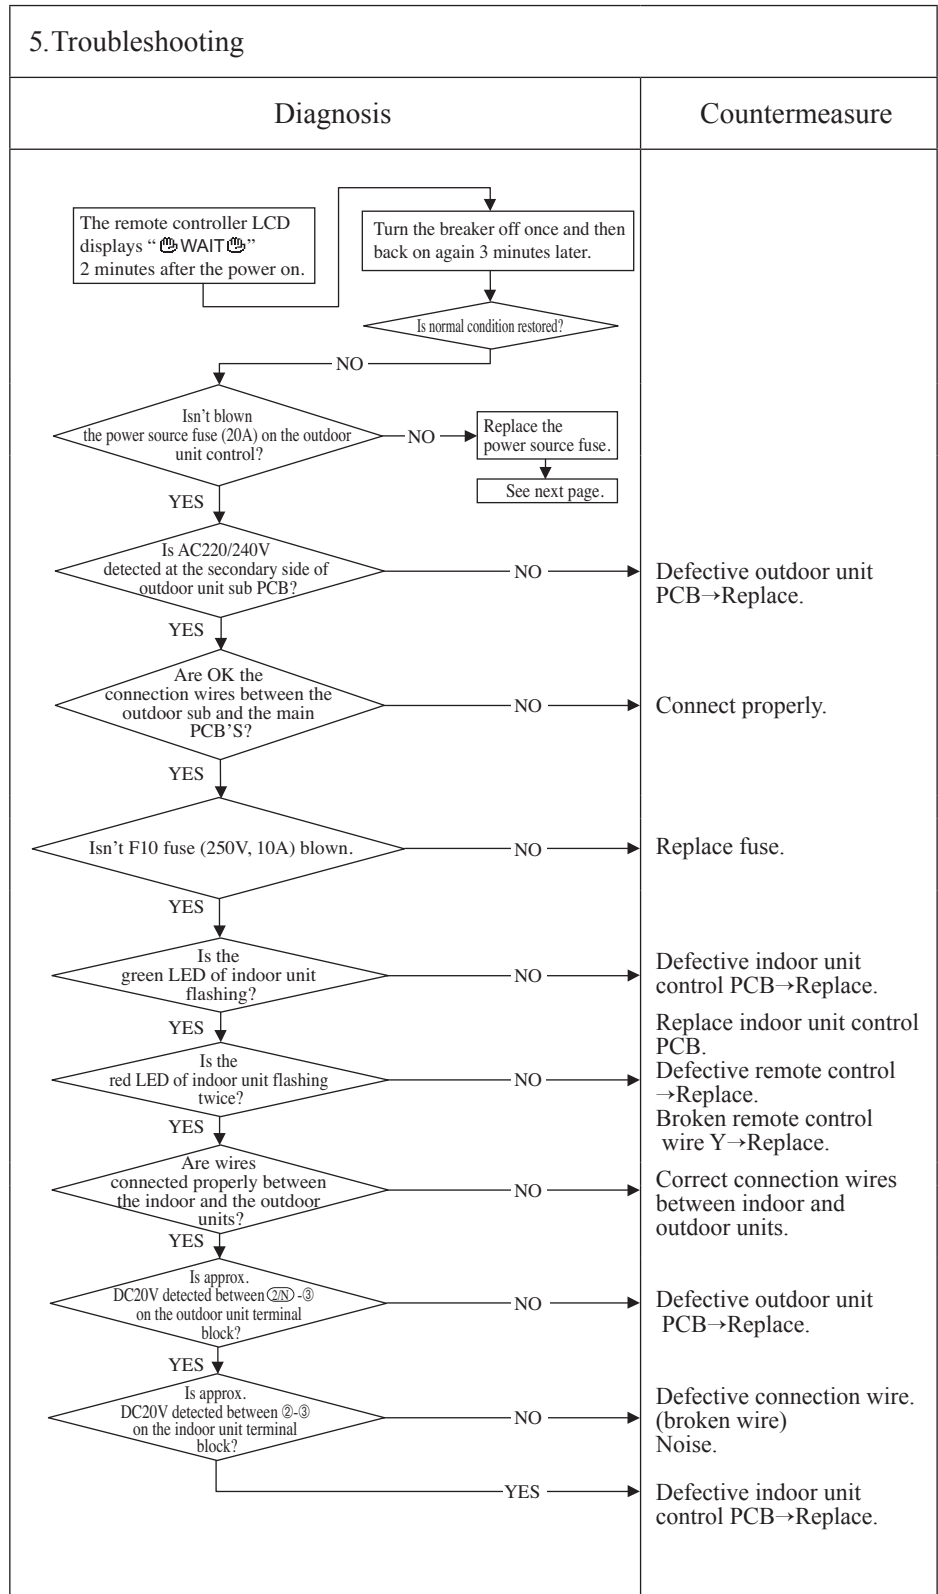 5.Troubleshooting
Diagnosis
Countermeasure
The remote controller LCD
displays “ WAIT ”
2 minutes after the power on.
Turn the breaker off once and then
back on again 3 minutes later.
Is normal condition restored?
NO
Isn't blown
the power source fuse (20A) on the outdoor
unit control?
NO
Replace the
power source fuse.
See next page.
YES
Is AC220/240V
detected at the secondary side of
outdoor unit sub PCB?
NO
Defective outdoor unit
PCB→Replace.
YES
Are OK the
connection wires between the
outdoor sub and the main
PCB'S?
NO
Connect properly.
YES
Isn't F10 fuse (250V, 10A) blown.
NO
Replace fuse.
YES
Is the
green LED of indoor unit
flashing?
NO
Defective indoor unit
control PCB→Replace.
YES
Is the
red LED of indoor unit flashing
twice?
NO
Replace indoor unit control
PCB.
Defective remote control
→Replace.
Broken remote control
wire Y→Replace.
YES
Are wires
connected properly between
the indoor and the outdoor
units?
NO
Correct connection wires
between indoor and
outdoor units.
YES
Is approx.
DC20V detected between (2/N) -③
on the outdoor unit terminal
block?
NO
Defective outdoor unit
PCB→Replace.
YES
Is approx.
DC20V detected between ②-③
on the indoor unit terminal
block?
NO
Defective connection wire.
(broken wire)
Noise.
YES
Defective indoor unit
control PCB→Replace.